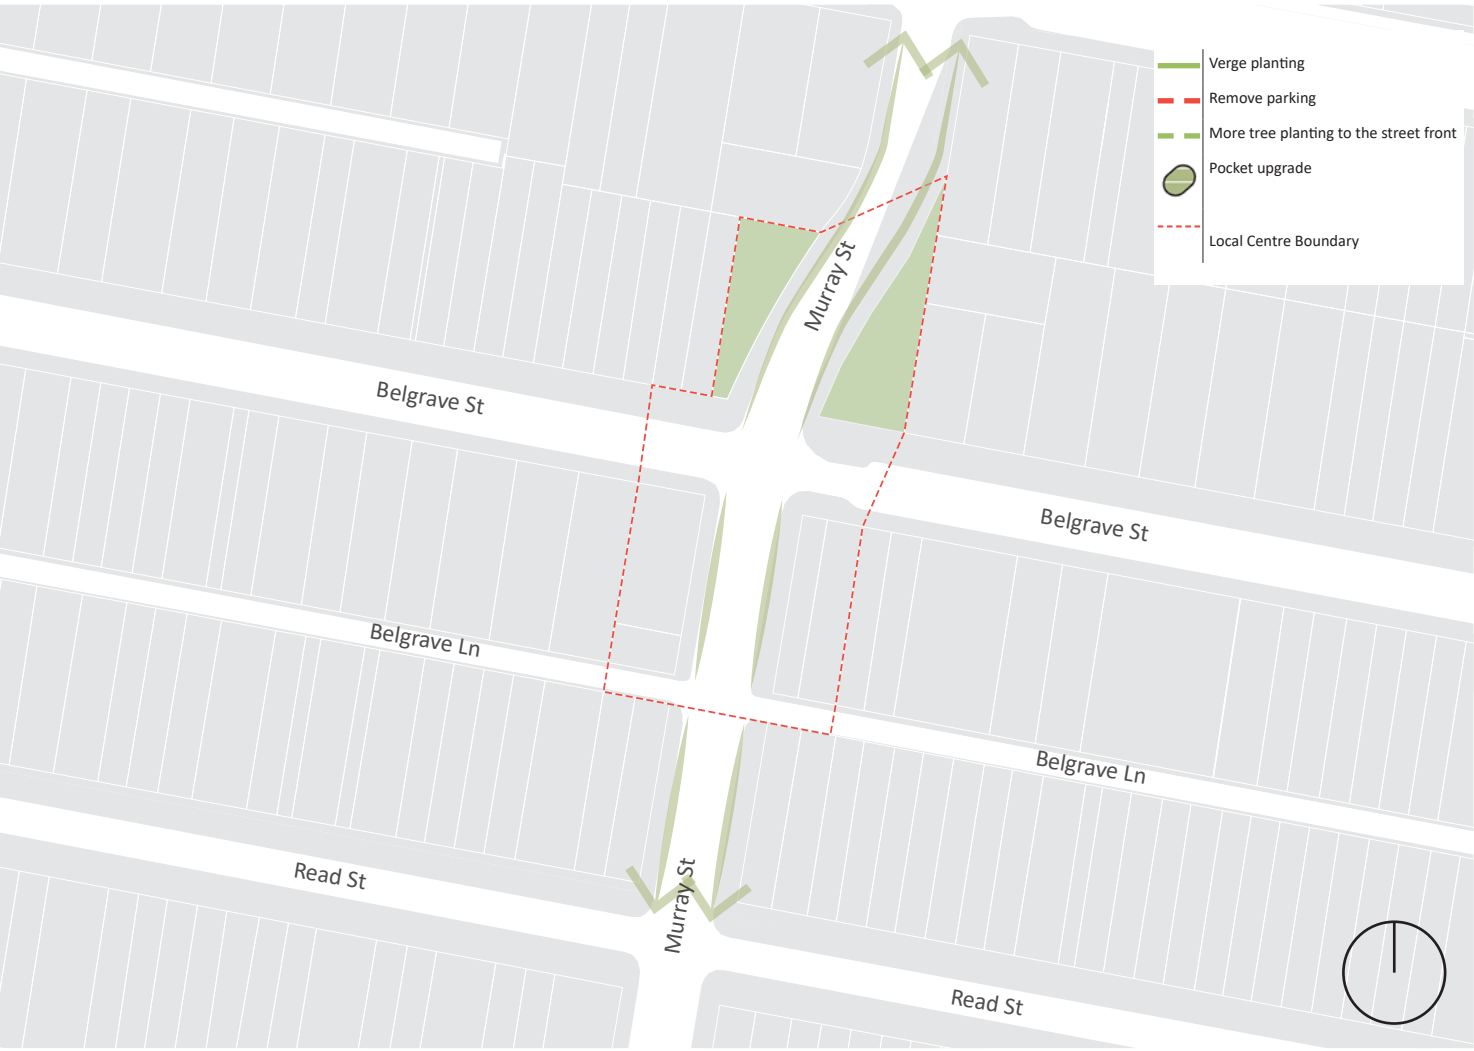 Verge planting
Remove parking
More tree planting to the street front
Pocket upgrade
Local Centre Boundary
Murray St
Belgrave St
Belgrave St
Belgrave Ln
Belgrave Ln
Read St
Murray St
Read St